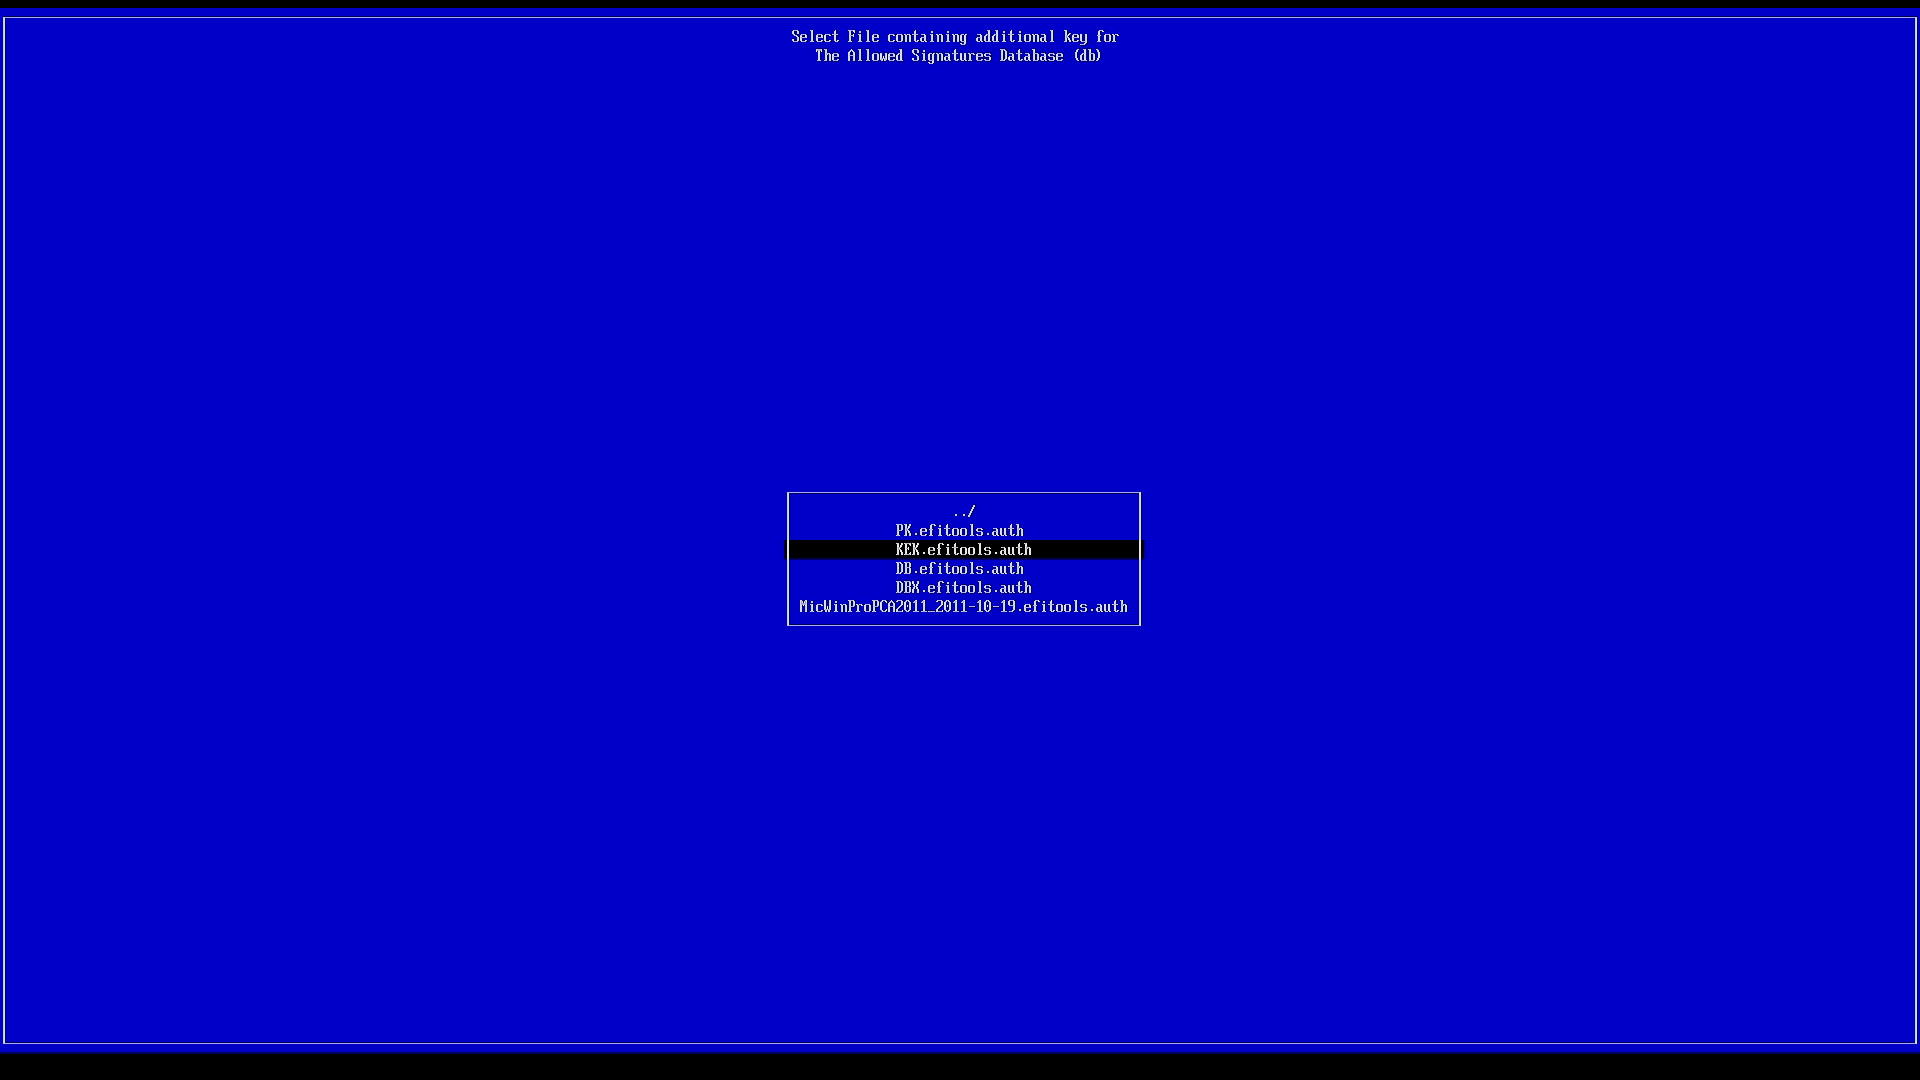 Select File containing additional key for
The Allowed Signatures Database (db)
../
PK.efitools.auth
KEK.efitools.auth
DB.efitools.auth
DBX.efitools.auth
MicWinProPCA2011_2011-10-19.efitools.auth